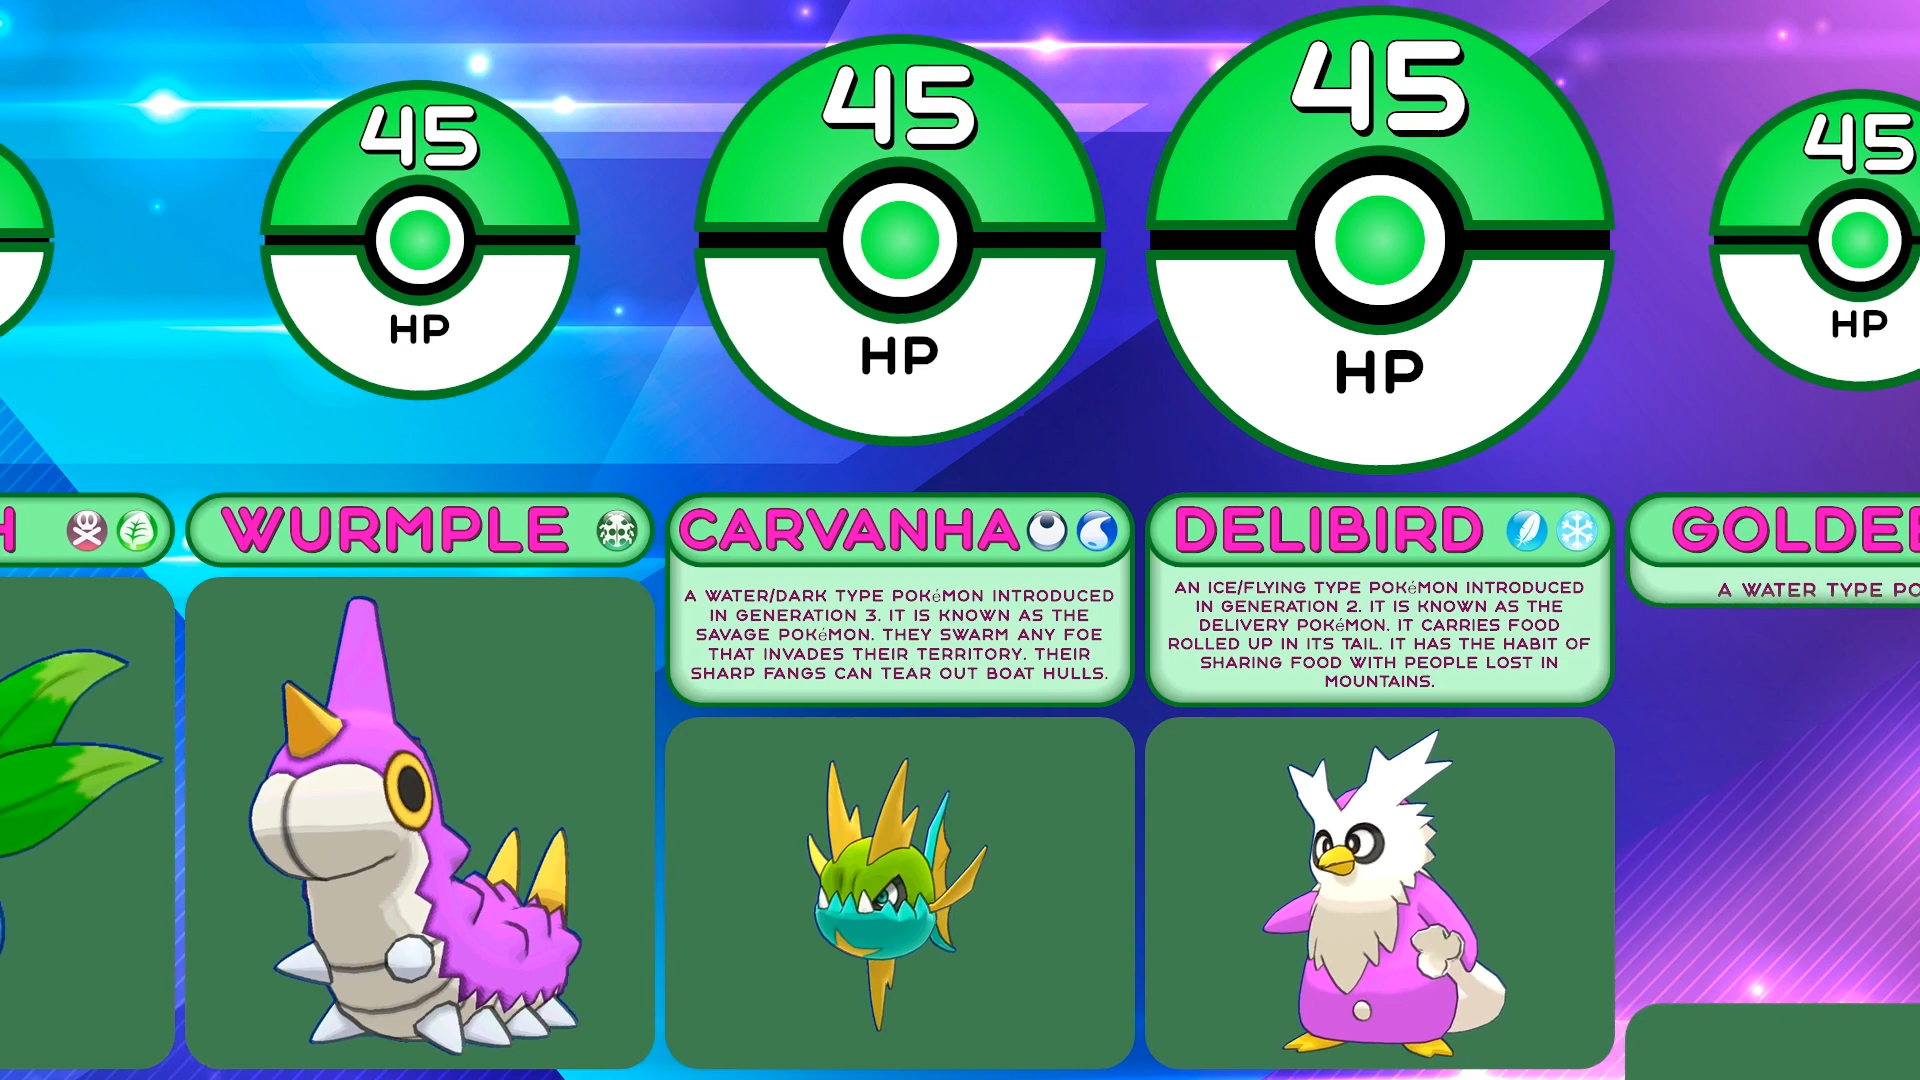 45
HP
45
HP
45
HP
45
HP
H
WURMPLE
CARVANHA
A WATER/DARK TYPE POKéMON INTRODUCED
IN GENERATION 3. IT IS KNOWN AS THE
SAVAGE POKéMON. THEY SWARM ANY FOE
THAT INVADES THEIR TERRITORY. THEIR
SHARP FANGS CAN TEAR OUT BOAT HULLS.
DELIBIRD
AN ICE/FLYING TYPE POKéMON INTRODUCED
IN GENERATION 2. IT IS KNOWN AS THE
DELIVERY POKéMON. IT CARRIES FOOD
ROLLED UP IN ITS TAIL. IT HAS THE HABIT OF
SHARING FOOD WITH PEOPLE LOST IN
MOUNTAINS.
GOLDEE
A WATER TYPE PO